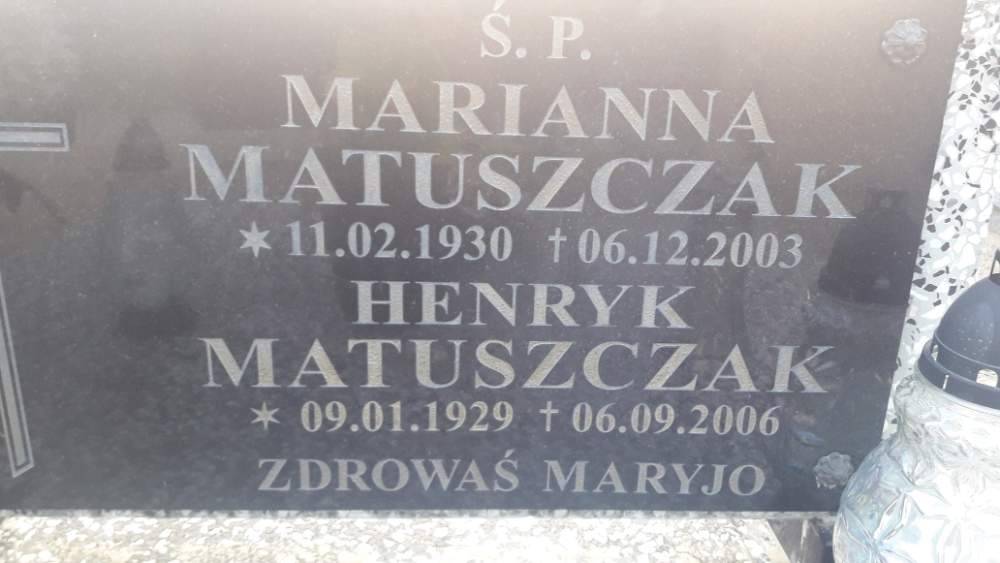 Ś. P.
MARIANNA
MATUSZCZAK
✶ 11.02.1930 † 06.12.2003
HENRYK
MATUSZCZAK
✶ 09.01.1929 † 06.09.2006
ZDROWAŚ MARYJO